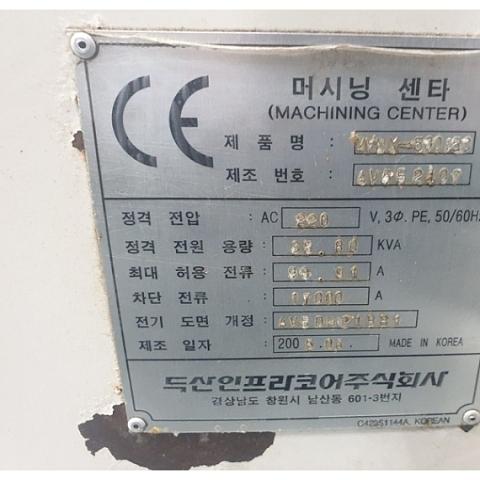 CE
머시닝 센타
(MACHINING CENTER)
제 품 명 :
제조 번호 :
정격 전압 : AC 220 V, 3Φ. PE, 50/60Hz
정격 전원 용량 : KVA
최대 허용 전류 : A
차단 전류 : A
전기 도면 개정 :
제조 일자 : 200 MADE IN KOREA
두산인프라코어주식회사
경상남도 창원시 남산동 601-3번지
C42951144A, KOREAN